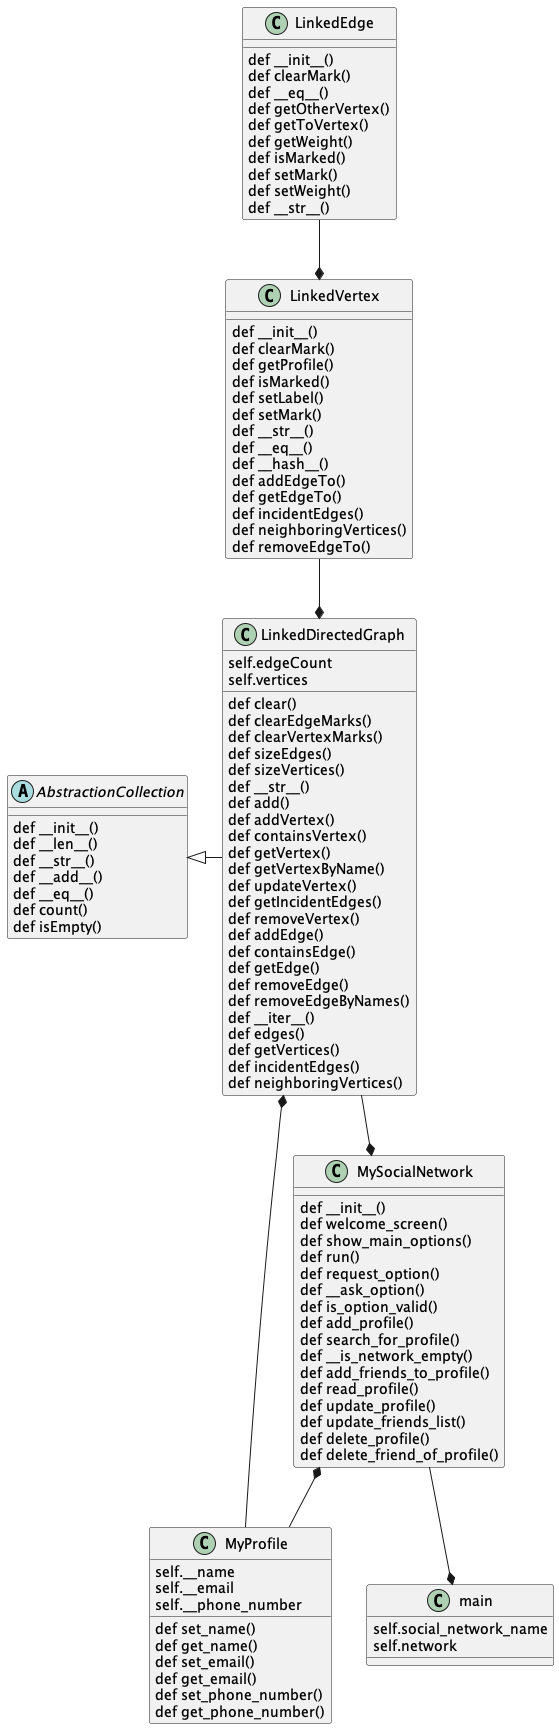 C LinkedEdge
def __init__()
def clearMark()
def __eq__()
def getOtherVertex()
def getToVertex()
def getWeight()
def isMarked()
def setMark()
def setWeight()
def __str__()
C LinkedVertex
def __init__()
def clearMark()
def getProfile()
def isMarked()
def setLabel()
def setMark()
def __str__()
def __eq__()
def __hash__()
def addEdgeTo()
def getEdgeTo()
def incidentEdges()
def neighboringVertices()
def removeEdgeTo()
C LinkedDirectedGraph
self.edgeCount
self.vertices
def clear()
def clearEdgeMarks()
def clearVertexMarks()
def sizeEdges()
def sizeVertices()
def __str__()
def add()
def addVertex()
def containsVertex()
def getVertex()
def getVertexByName()
def updateVertex()
def getIncidentEdges()
def removeVertex()
def addEdge()
def containsEdge()
def getEdge()
def removeEdge()
def removeEdgeByNames()
def __iter__()
def edges()
def getVertices()
def incidentEdges()
def neighboringVertices()
A AbstractionCollection
def __init__()
def __len__()
def __str__()
def __add__()
def __eq__()
def count()
def isEmpty()
C MySocialNetwork
def __init__()
def welcome_screen()
def show_main_options()
def run()
def request_option()
def __ask_option()
def is_option_valid()
def add_profile()
def search_for_profile()
def __is_network_empty()
def add_friends_to_profile()
def read_profile()
def update_profile()
def update_friends_list()
def delete_profile()
def delete_friend_of_profile()
C MyProfile
self.__name
self.__email
self.__phone_number
def set_name()
def get_name()
def set_email()
def get_email()
def set_phone_number()
def get_phone_number()
C main
self.social_network_name
self.network